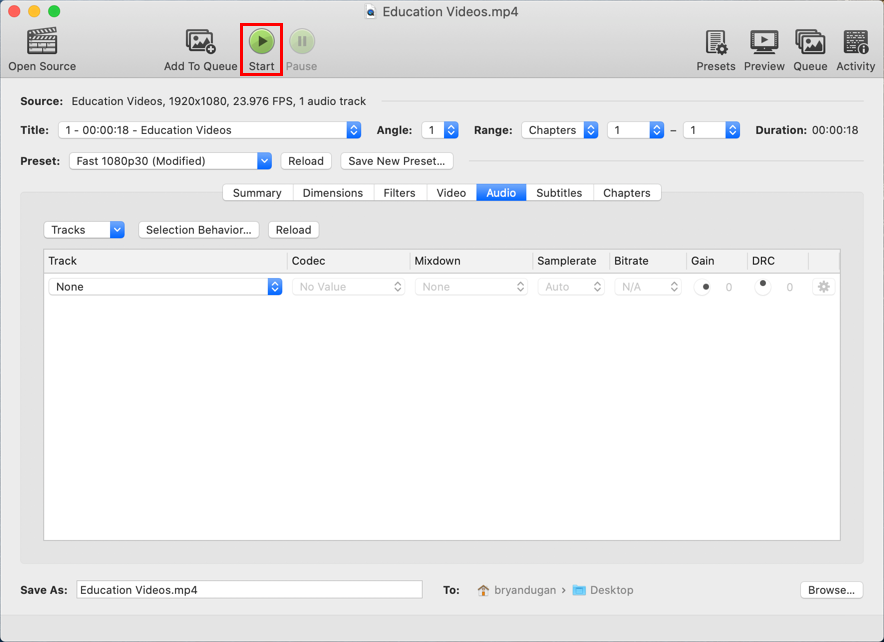 Education Videos.mp4
Open Source Add To Queue Start Pause Presets Preview Queue Activity
Source: Education Videos, 1920x1080, 23.976 FPS, 1 audio track
Title: 1 - 00:00:18 - Education Videos Angle: 1 Range: Chapters 1 – 1 Duration: 00:00:18
Preset: Fast 1080p30 (Modified) Reload Save New Preset...
Summary Dimensions Filters Video Audio Subtitles Chapters
Tracks Selection Behavior... Reload
Track Codec Mixdown Samplerate Bitrate Gain DRC
None No Value None Auto N/A 0 0
Save As: Education Videos.mp4 To: bryandugan › Desktop Browse...